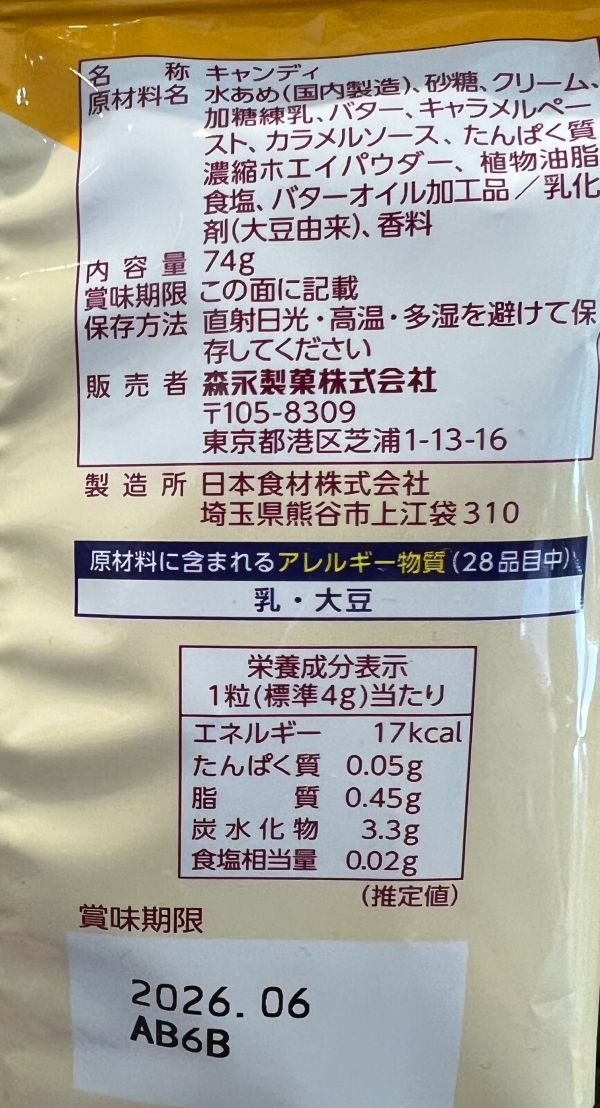 名称 キャンディ
原材料名 水あめ(国内製造)、砂糖、クリーム、
加糖練乳、バター、キャラメルペー
スト、カラメルソース、たんぱく質
濃縮ホエイパウダー、植物油脂
食塩、バターオイル加工品／乳化
剤(大豆由来)、香料
内容量 74g
賞味期限 この面に記載
保存方法 直射日光・高温・多湿を避けて保
存してください
販売者 森永製菓株式会社
〒105-8309
東京都港区芝浦1-13-16
製造所 日本食材株式会社
埼玉県熊谷市上江袋310
原材料に含まれるアレルギー物質(28品目中)
乳・大豆
栄養成分表示
1粒(標準4g)当たり
エネルギー 17kcal
たんぱく質 0.05g
脂質 0.45g
炭水化物 3.3g
食塩相当量 0.02g
(推定値)
賞味期限
2026.06
AB6B